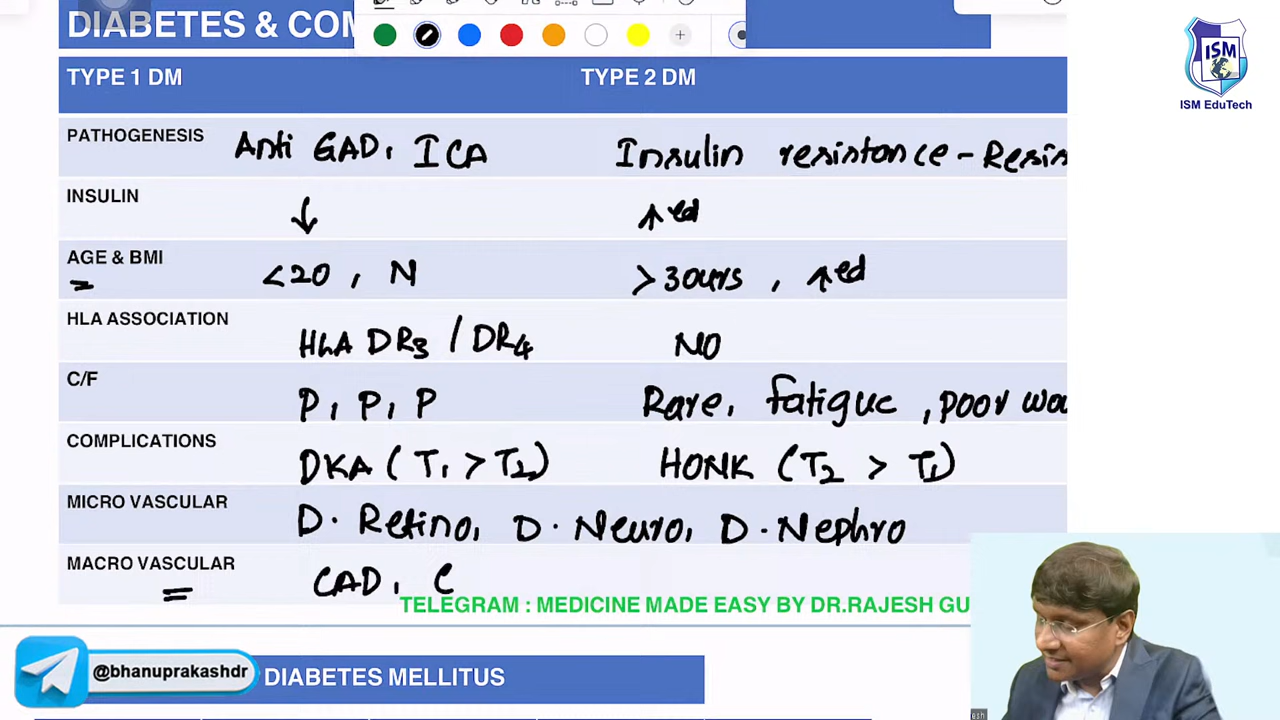 DIABETES & COM
ISM
ISM EduTech
TYPE 1 DM TYPE 2 DM
PATHOGENESIS Anti GAD, ICA Insulin resistance - Resis
INSULIN ↓ ↑ed
AGE & BMI <20, N >30yrs, ↑ed
HLA ASSOCIATION HLA DR3 / DR4 NO
C/F P, P, P Rare, fatigue, poor wo
COMPLICATIONS DKA (T1 > T2) HONK (T2 > T1)
MICRO VASCULAR D. Retino, D. Neuro, D. Nephro
MACRO VASCULAR CAD, C
TELEGRAM : MEDICINE MADE EASY BY DR.RAJESH GU
@bhanuprakashdr
DIABETES MELLITUS